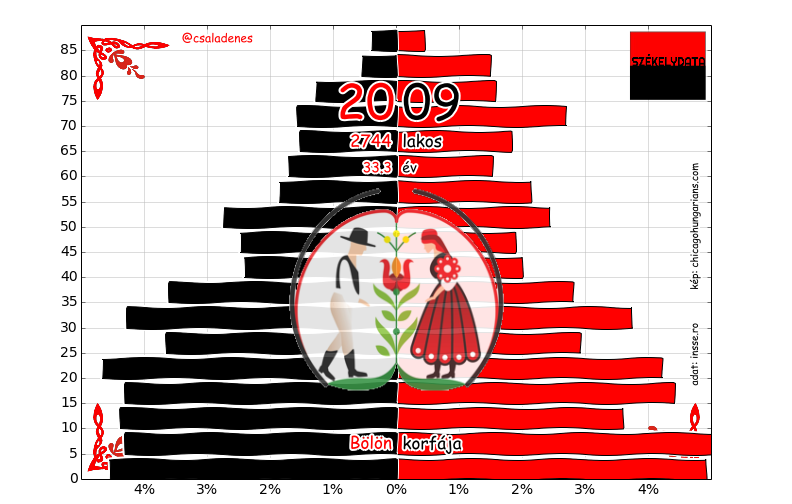 @csaladenes
SZÉKELYDATA
2009
2744 lakos
33.3 év
kép: chicagohungarians.com
adat: insse.ro
Bölön korfája
85
80
75
70
65
60
55
50
45
40
35
30
25
20
15
10
5
0
4% 3% 2% 1% 0% 1% 2% 3% 4%